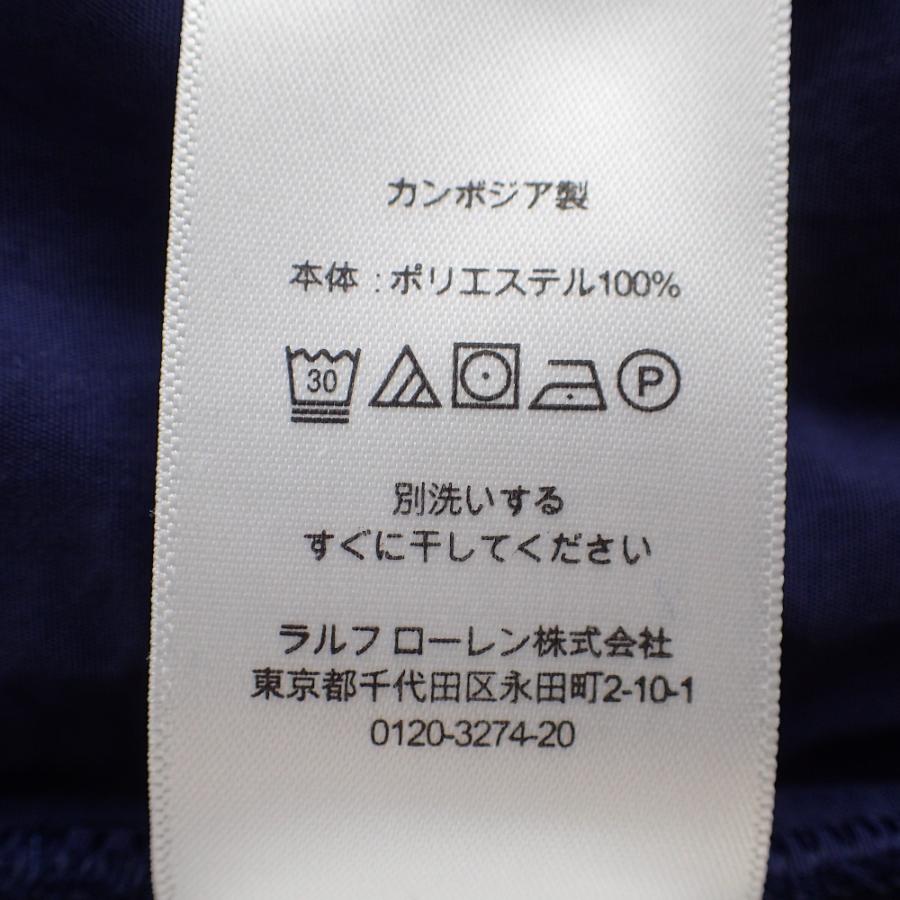 カンボジア製
本体 : ポリエステル100%
30 P
別洗いする
すぐに干してください
ラルフ ローレン株式会社
東京都千代田区永田町2-10-1
0120-3274-20